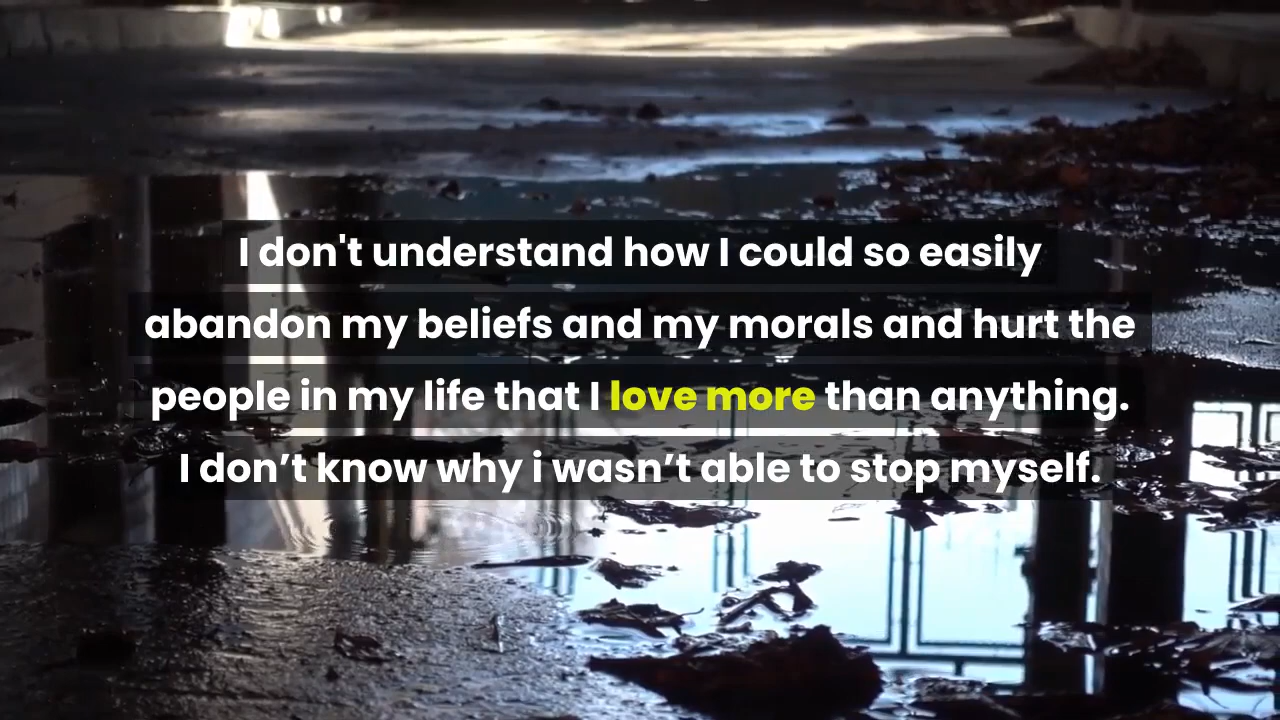 I don't understand how I could so easily
abandon my beliefs and my morals and hurt the
people in my life that I love more than anything.
I don’t know why i wasn’t able to stop myself.